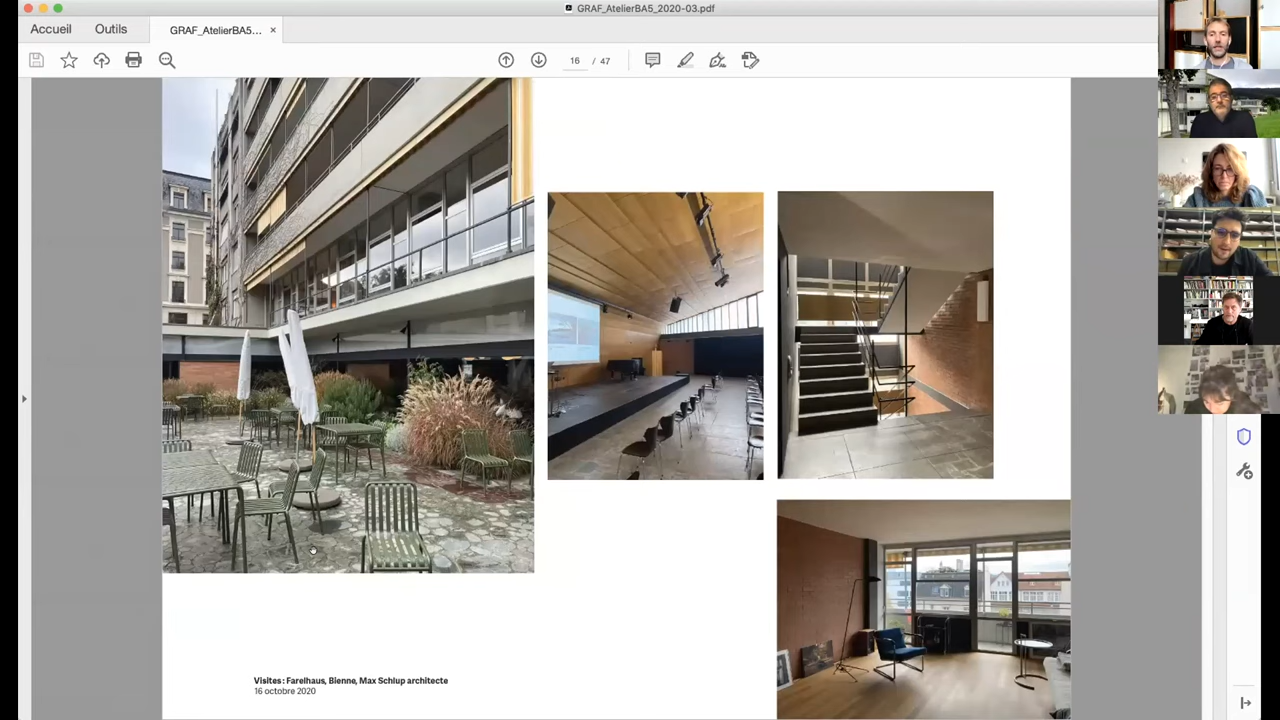 GRAF_AtelierBA5_2020-03.pdf
Accueil
Outils
GRAF_AtelierBA5... ×
16 / 47
Visites : Farelhaus, Bienne, Max Schlup architecte
16 octobre 2020